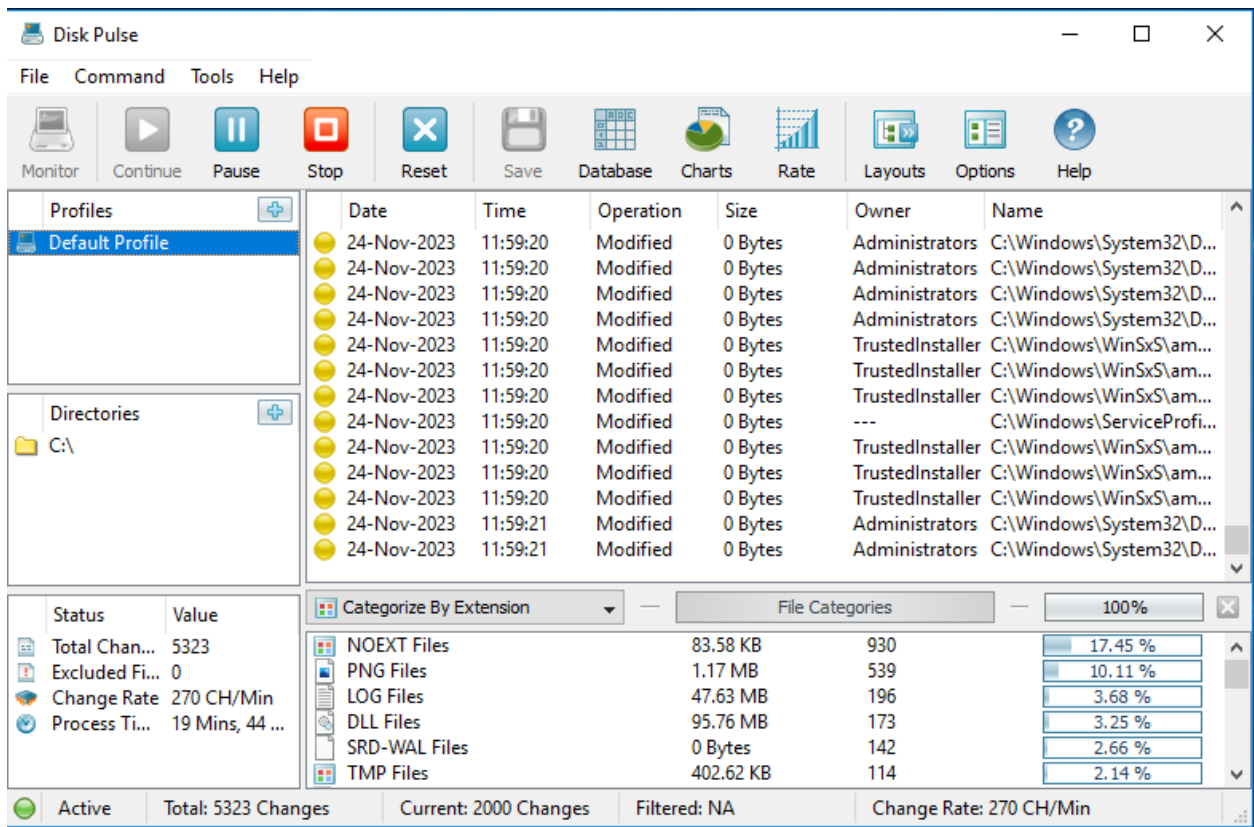 Disk Pulse
File Command Tools Help
Monitor Continue Pause Stop Reset Save Database Charts Rate Layouts Options Help
Profiles
Default Profile
Directories
C:\
Status Value
Total Chan... 5323
Excluded Fi... 0
Change Rate 270 CH/Min
Process Ti... 19 Mins, 44 ...
Date Time Operation Size Owner Name
24-Nov-2023 11:59:20 Modified 0 Bytes Administrators C:\Windows\System32\D...
24-Nov-2023 11:59:20 Modified 0 Bytes Administrators C:\Windows\System32\D...
24-Nov-2023 11:59:20 Modified 0 Bytes Administrators C:\Windows\System32\D...
24-Nov-2023 11:59:20 Modified 0 Bytes Administrators C:\Windows\System32\D...
24-Nov-2023 11:59:20 Modified 0 Bytes TrustedInstaller C:\Windows\WinSxS\am...
24-Nov-2023 11:59:20 Modified 0 Bytes TrustedInstaller C:\Windows\WinSxS\am...
24-Nov-2023 11:59:20 Modified 0 Bytes TrustedInstaller C:\Windows\WinSxS\am...
24-Nov-2023 11:59:20 Modified 0 Bytes --- C:\Windows\ServiceProfi...
24-Nov-2023 11:59:20 Modified 0 Bytes TrustedInstaller C:\Windows\WinSxS\am...
24-Nov-2023 11:59:20 Modified 0 Bytes TrustedInstaller C:\Windows\WinSxS\am...
24-Nov-2023 11:59:20 Modified 0 Bytes TrustedInstaller C:\Windows\WinSxS\am...
24-Nov-2023 11:59:21 Modified 0 Bytes Administrators C:\Windows\System32\D...
24-Nov-2023 11:59:21 Modified 0 Bytes Administrators C:\Windows\System32\D...
Categorize By Extension File Categories 100%
NOEXT Files 83.58 KB 930 17.45 %
PNG Files 1.17 MB 539 10.11 %
LOG Files 47.63 MB 196 3.68 %
DLL Files 95.76 MB 173 3.25 %
SRD-WAL Files 0 Bytes 142 2.66 %
TMP Files 402.62 KB 114 2.14 %
Active Total: 5323 Changes Current: 2000 Changes Filtered: NA Change Rate: 270 CH/Min